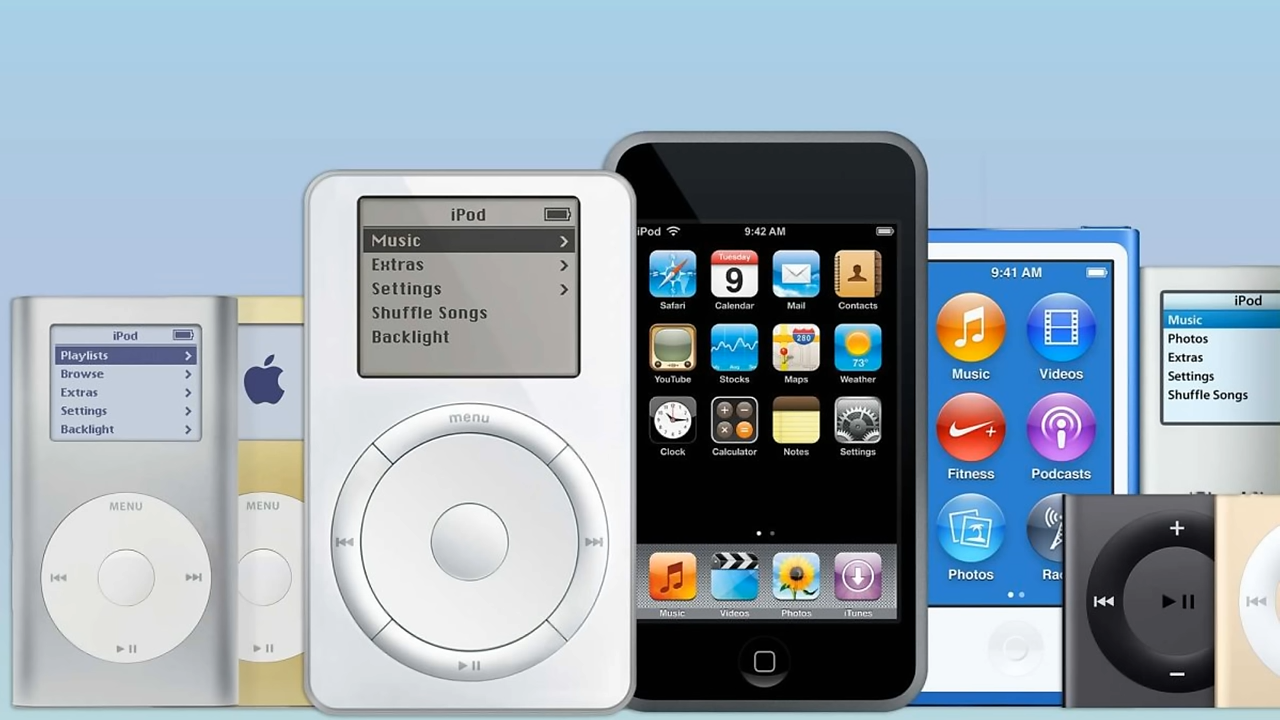 iPod
Playlists
Browse
Extras
Settings
Backlight
MENU
MENU
iPod
Music
Extras
Settings
Shuffle Songs
Backlight
menu
iPod 9:42 AM
Tuesday
9
Safari Calendar Mail Contacts
280
73°
YouTube Stocks Maps Weather
Clock Calculator Notes Settings
Music Videos Photos iTunes
9:41 AM
Music Videos
Fitness Podcasts
Photos Ra
iPod
Music
Photos
Extras
Settings
Shuffle Songs